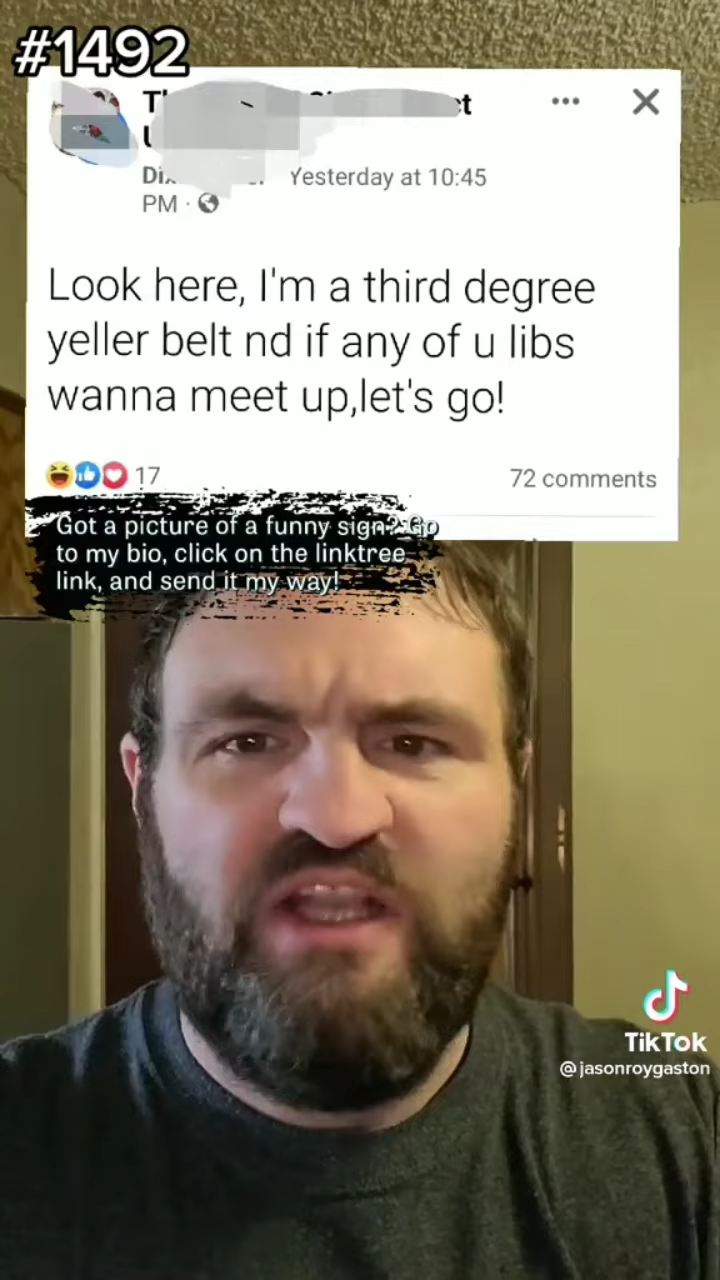 #1492
Yesterday at 10:45
PM ·
Look here, I'm a third degree
yeller belt nd if any of u libs
wanna meet up,let's go!
17
72 comments
Got a picture of a funny sign? Go
to my bio, click on the linktree
link, and send it my way!
TikTok
@jasonroygaston